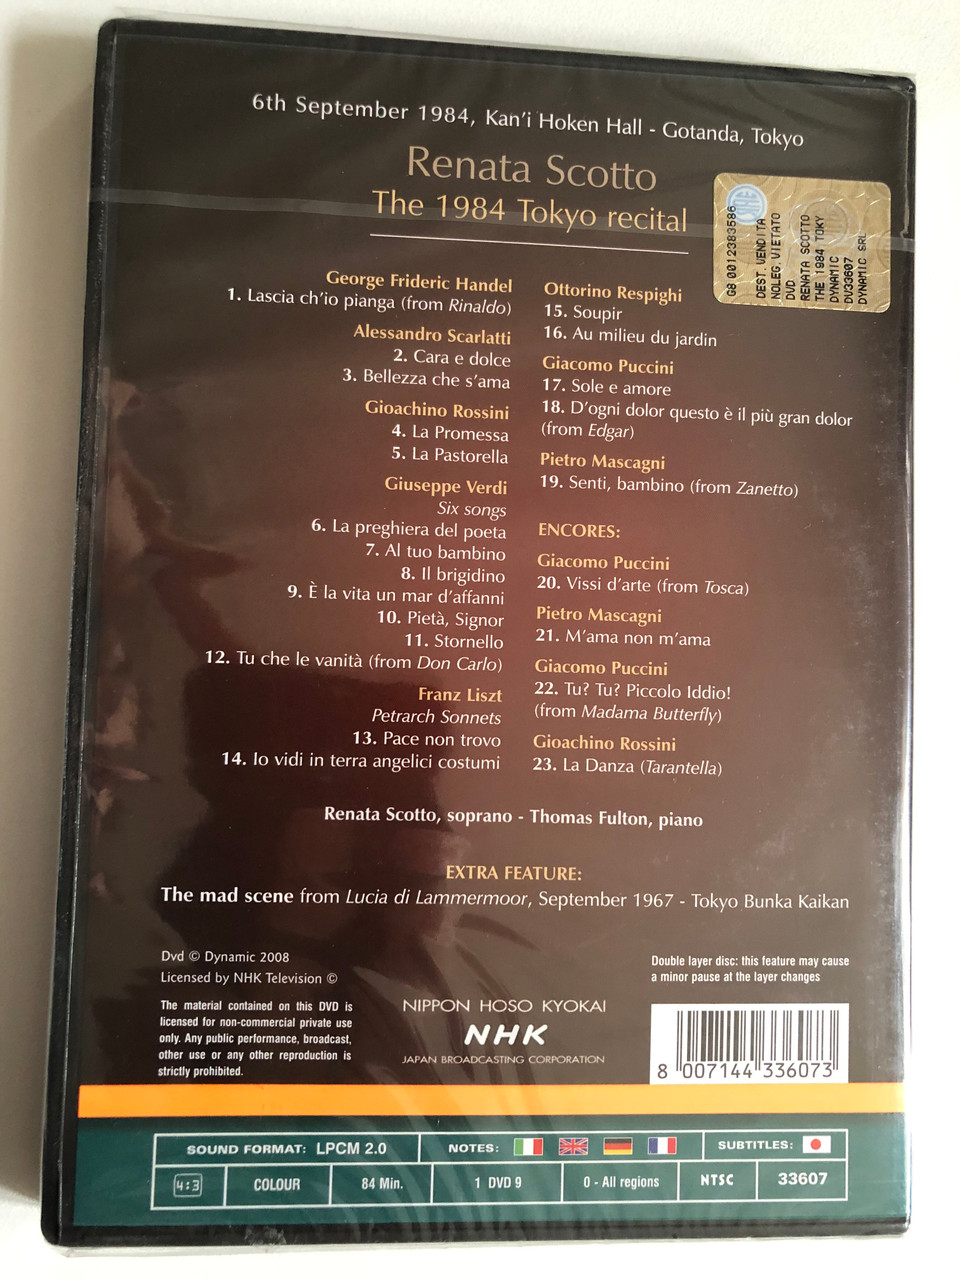 6th September 1984, Kan'i Hoken Hall - Gotanda, Tokyo
Renata Scotto
The 1984 Tokyo recital
George Frideric Handel
1. Lascia ch'io pianga (from Rinaldo)
Alessandro Scarlatti
2. Cara e dolce
3. Bellezza che s'ama
Gioachino Rossini
4. La Promessa
5. La Pastorella
Giuseppe Verdi
Six songs
6. La preghiera del poeta
7. Al tuo bambino
8. Il brigidino
9. È la vita un mar d'affanni
10. Pietà, Signor
11. Stornello
12. Tu che le vanità (from Don Carlo)
Franz Liszt
Petrarch Sonnets
13. Pace non trovo
14. Io vidi in terra angelici costumi
Ottorino Respighi
15. Soupir
16. Au milieu du jardin
Giacomo Puccini
17. Sole e amore
18. D'ogni dolor questo è il più gran dolor
(from Edgar)
Pietro Mascagni
19. Senti, bambino (from Zanetto)
ENCORES:
Giacomo Puccini
20. Vissi d'arte (from Tosca)
Pietro Mascagni
21. M'ama non m'ama
Giacomo Puccini
22. Tu? Tu? Piccolo Iddio!
(from Madama Butterfly)
Gioachino Rossini
23. La Danza (Tarantella)
SIAE
G8 0012383586
DEST.VENDITA
NOLEG.VIETATO
DVD
RENATA SCOTTO
THE 1984 TOKY
DYNAMIC
DV33607
DYNAMIC SRL
Renata Scotto, soprano - Thomas Fulton, piano
EXTRA FEATURE:
The mad scene from Lucia di Lammermoor, September 1967 - Tokyo Bunka Kaikan
Dvd © Dynamic 2008
Licensed by NHK Television ©
The material contained on this DVD is
licensed for non-commercial private use
only. Any public performance, broadcast,
other use or any other reproduction is
strictly prohibited.
NIPPON HOSO KYOKAI
NHK
JAPAN BROADCASTING CORPORATION
Double layer disc: this feature may cause
a minor pause at the layer changes
8 007144 336073
SOUND FORMAT: LPCM 2.0
NOTES:
SUBTITLES:
4:3
COLOUR
84 Min.
1 DVD 9
0 - All regions
NTSC
33607